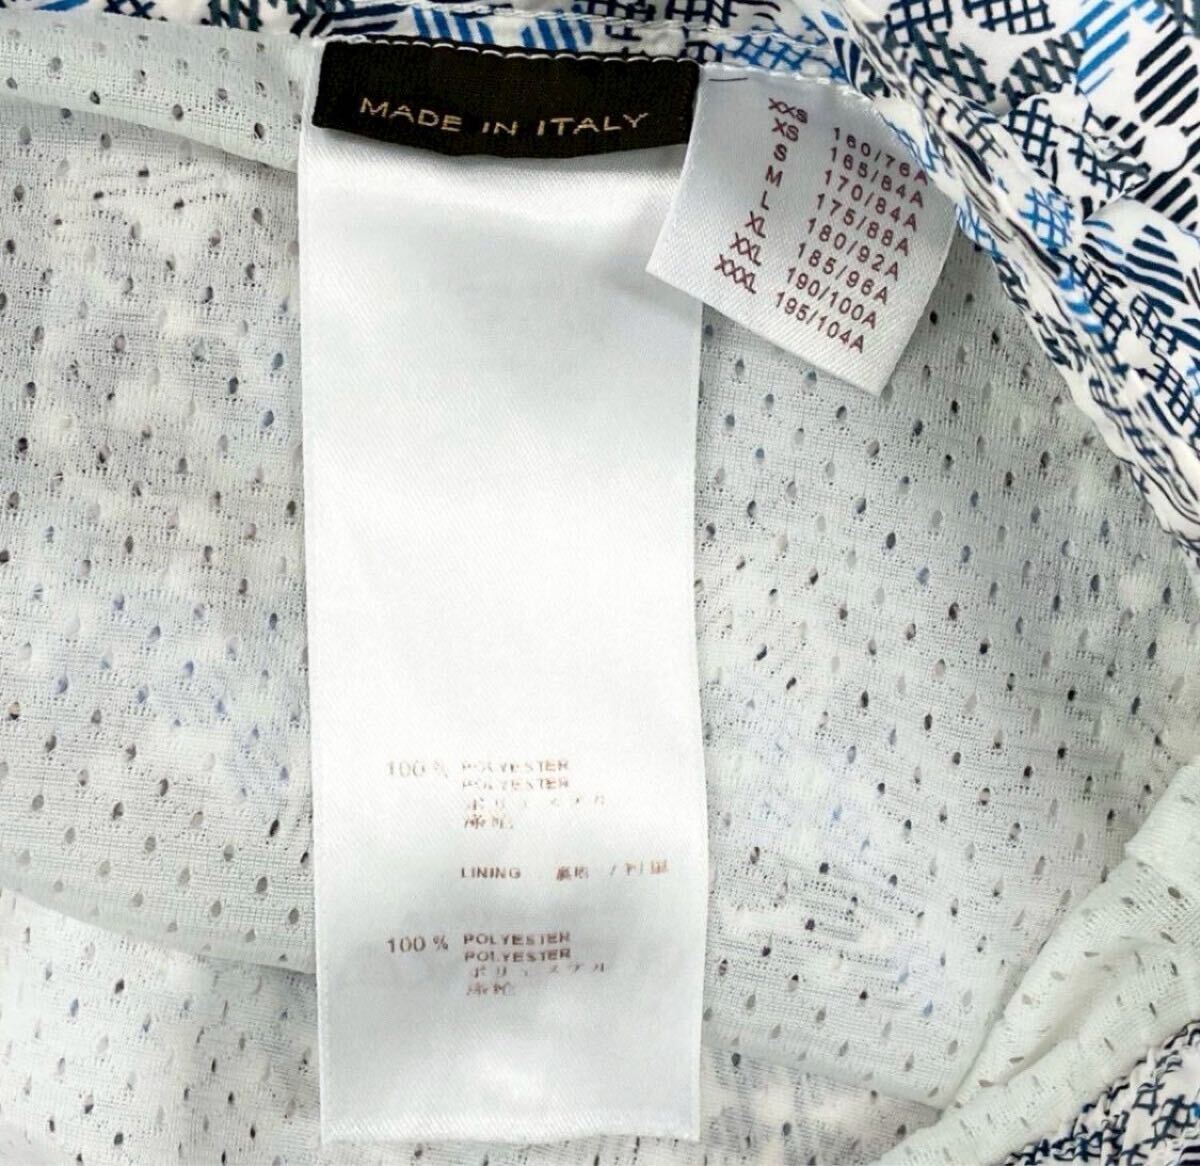 MADE IN ITALY
XXS 160/76A
XS 165/84A
S 170/84A
M 175/88A
L 180/92A
XL 185/96A
XXL 190/100A
XXXL 195/104A
100 % POLYESTER
POLYESTER
ポリエステル
涤纶
LINING
100 % POLYESTER
POLYESTER
ポリエステル
涤纶